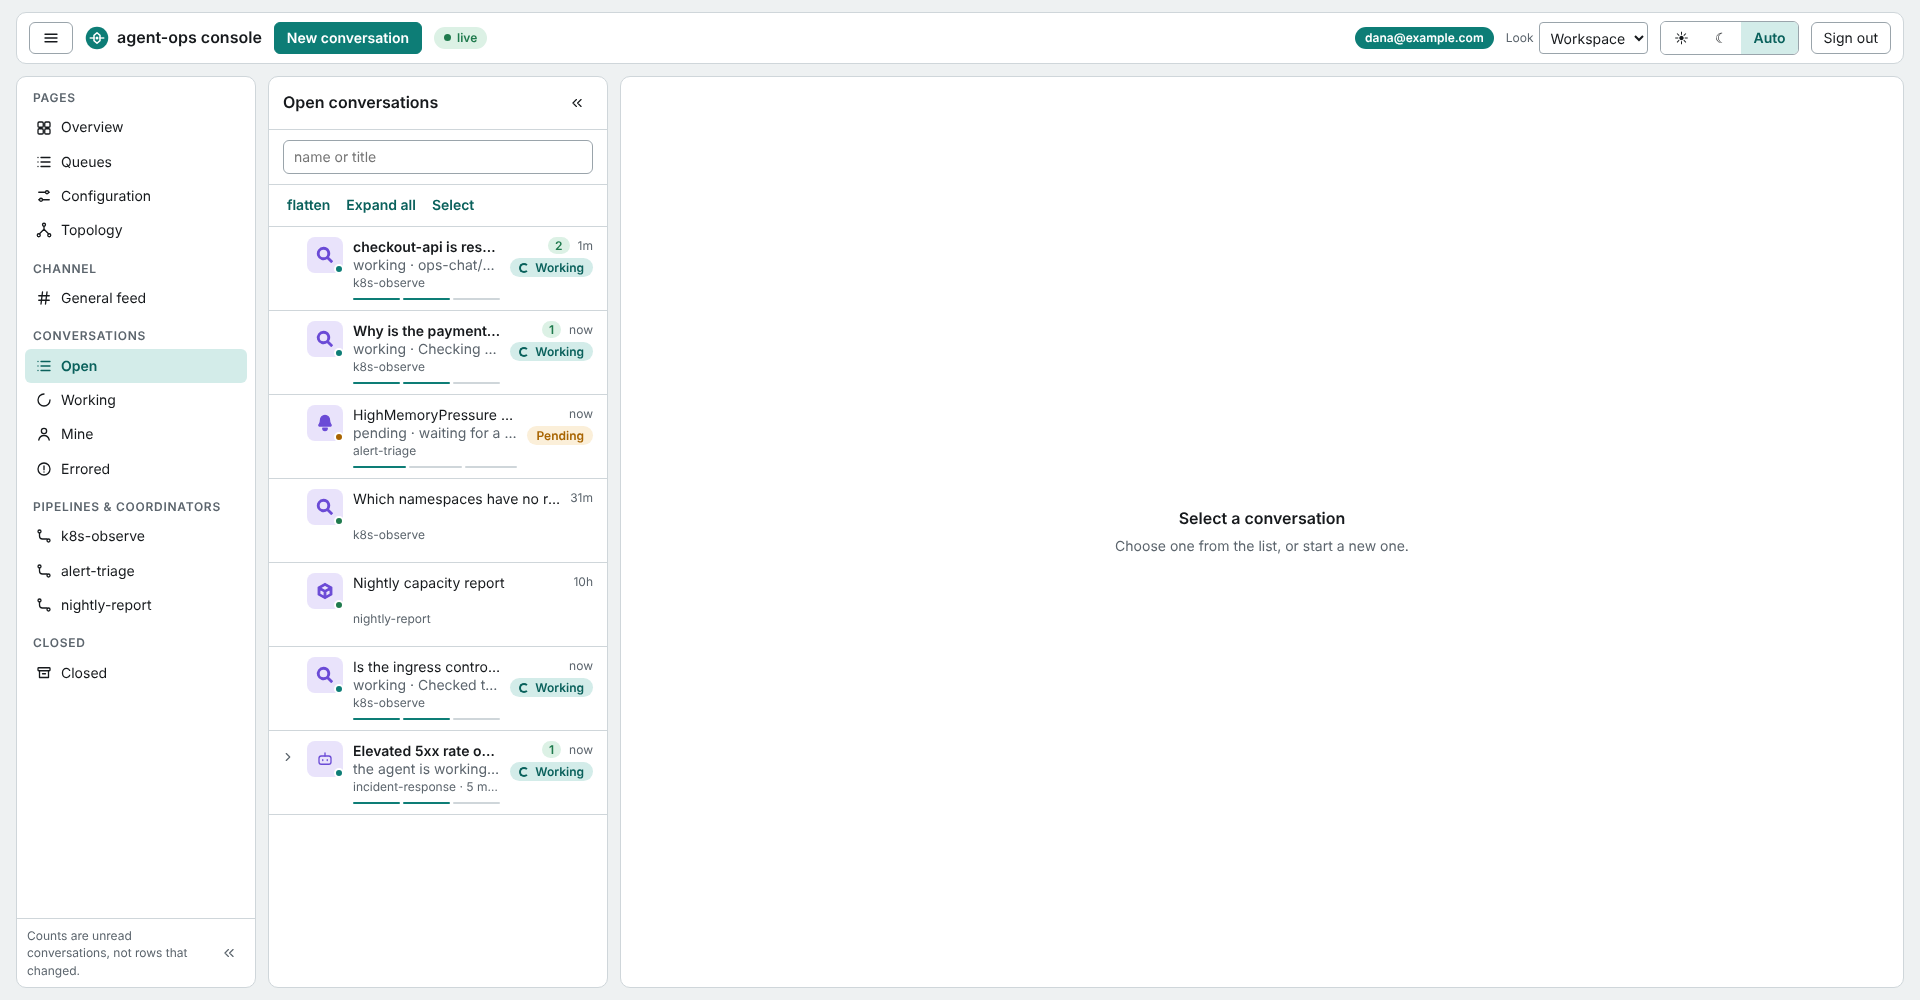 agent-ops console
New conversation
live
dana@example.com
Look
Workspace
Auto
Sign out
PAGES
Overview
Queues
Configuration
Topology
CHANNEL
General feed
CONVERSATIONS
Open
Working
Mine
Errored
PIPELINES & COORDINATORS
k8s-observe
alert-triage
nightly-report
CLOSED
Closed
Counts are unread
conversations, not rows that
changed.
Open conversations
name or title
flatten Expand all Select
checkout-api is res... 2 1m
working · ops-chat/... Working
k8s-observe
Why is the payment... 1 now
working · Checking ... Working
k8s-observe
HighMemoryPressure ... now
pending · waiting for a ... Pending
alert-triage
Which namespaces have no r... 31m
k8s-observe
Nightly capacity report 10h
nightly-report
Is the ingress contro... now
working · Checked t... Working
k8s-observe
Elevated 5xx rate o... 1 now
the agent is working... Working
incident-response · 5 m...
Select a conversation
Choose one from the list, or start a new one.